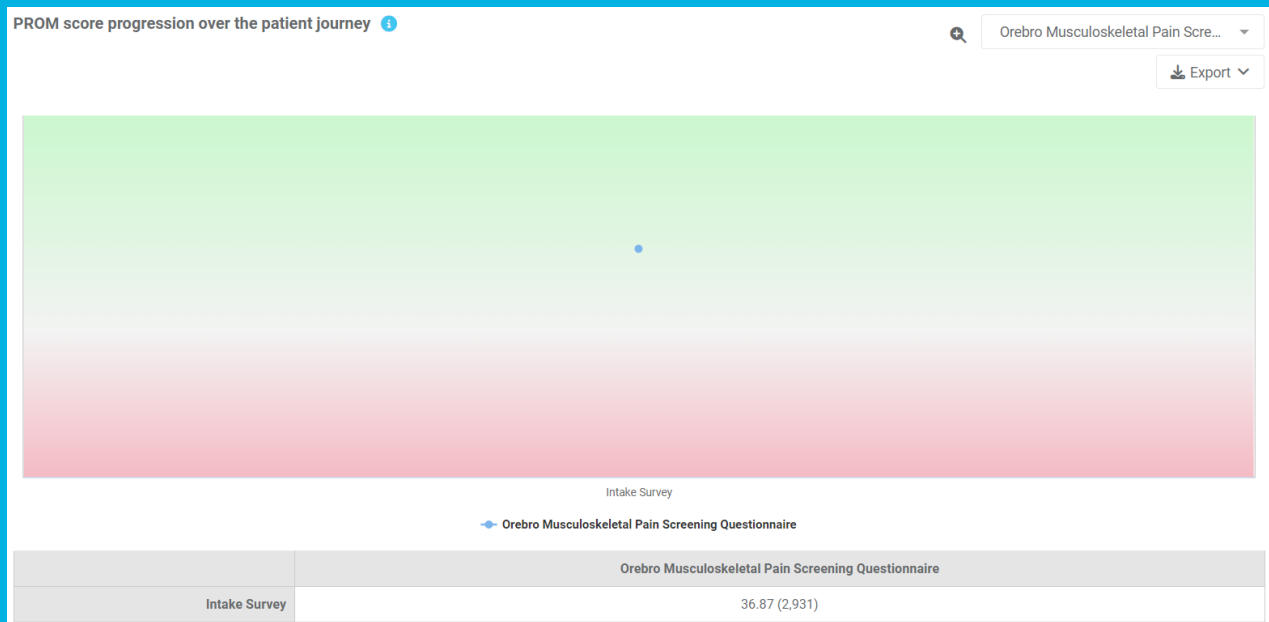 PROM score progression over the patient journey
Orebro Musculoskeletal Pain Scre...
Export
Intake Survey
Orebro Musculoskeletal Pain Screening Questionnaire
Orebro Musculoskeletal Pain Screening Questionnaire
Intake Survey 36.87 (2,931)